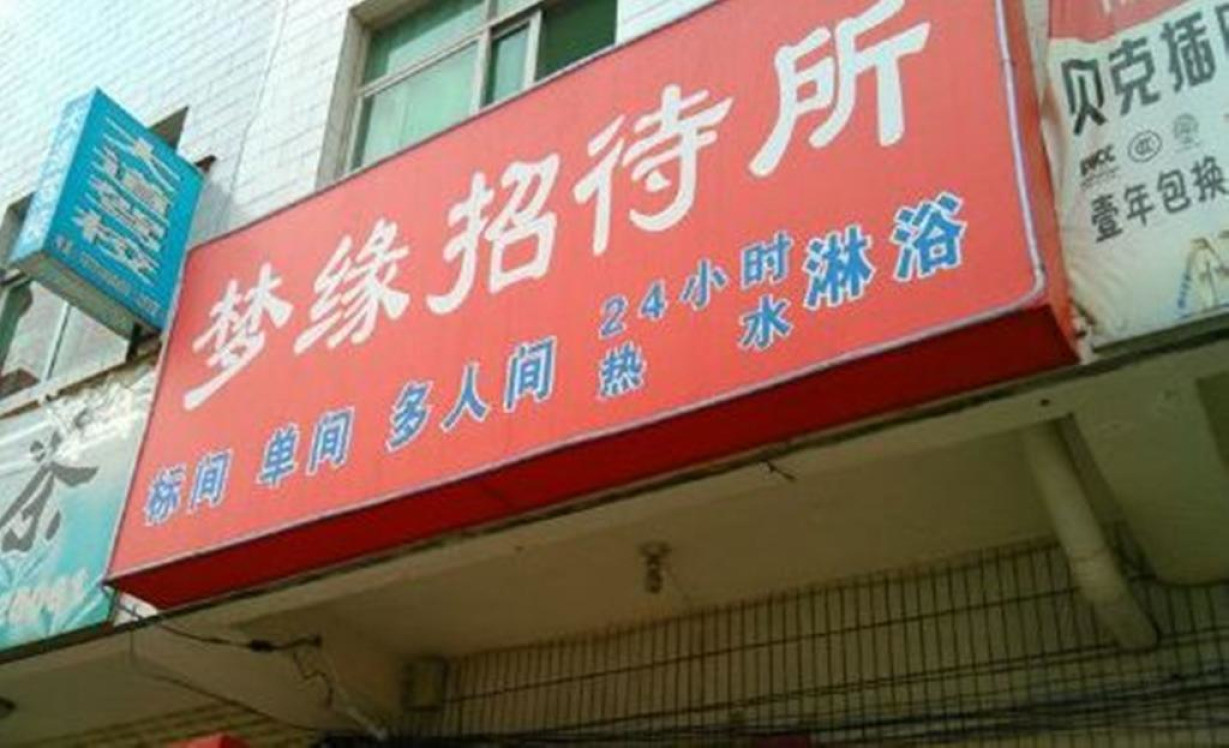 梦缘招待所
标间 单间 多人间 24小时热水淋浴
贝克插
壹年包换
茶